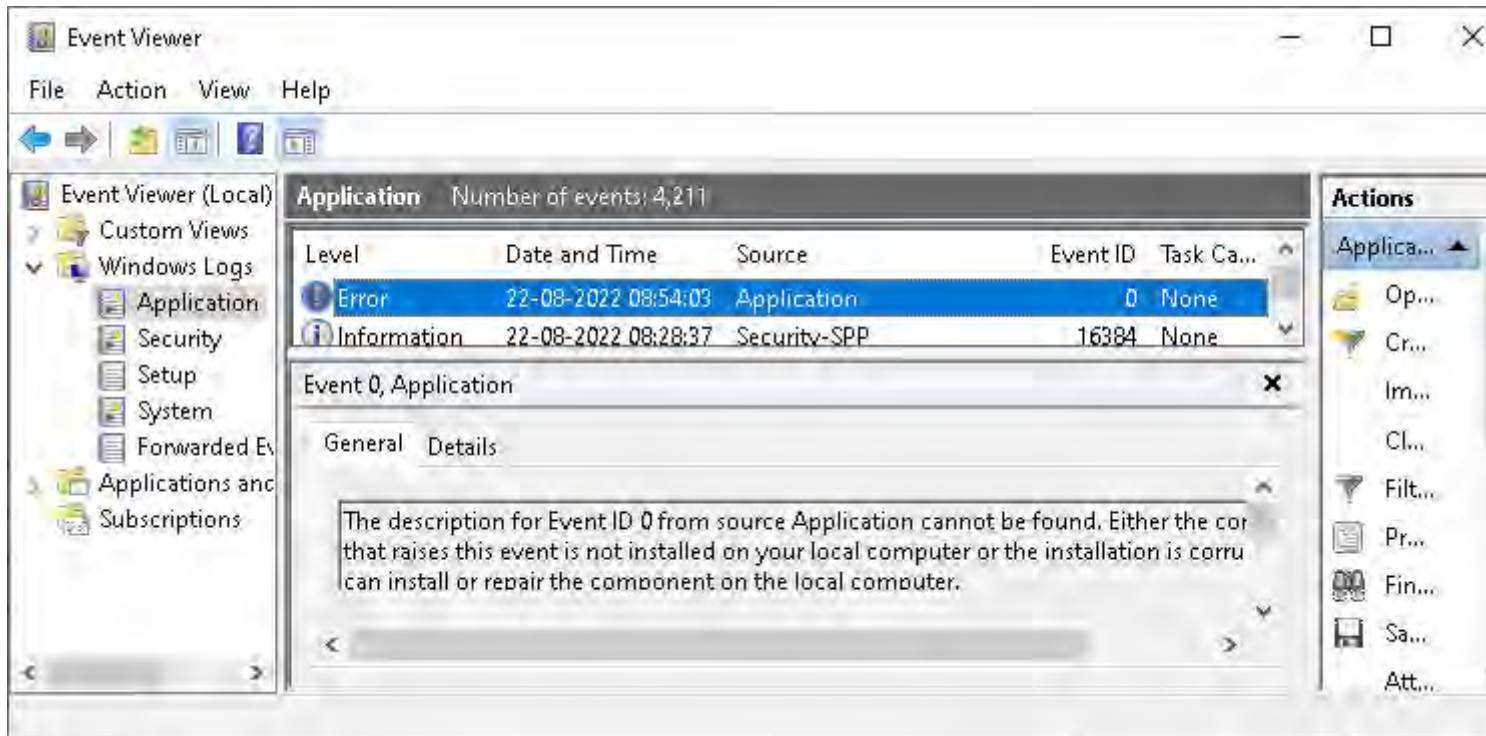 Event Viewer
File Action View Help
Event Viewer (Local)
Custom Views
Windows Logs
Application
Security
Setup
System
Forwarded Ev
Applications anc
Subscriptions
Application Number of events: 4,211
Level Date and Time Source Event ID Task Ca...
Error 22-08-2022 08:54:03 Application 0 None
Information 22-08-2022 08:28:37 Security-SPP 16384 None
Event 0, Application
General Details
The description for Event ID 0 from source Application cannot be found. Either the cor
that raises this event is not installed on your local computer or the installation is corru
can install or repair the component on the local computer.
Actions
Applica...
Op...
Cr...
Im...
Cl...
Filt...
Pr...
Fin...
Sa...
Att...